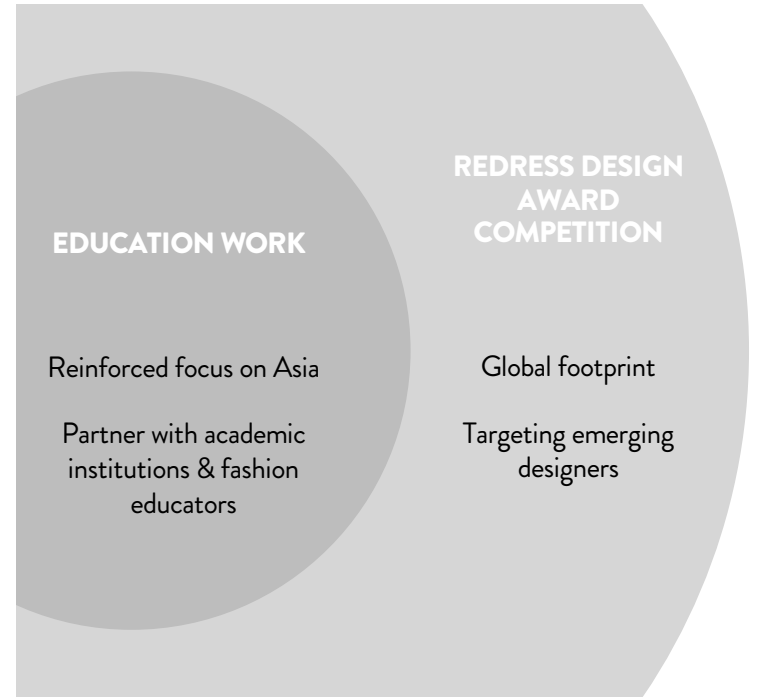 EDUCATION WORK
Reinforced focus on Asia
Partner with academic
institutions & fashion
educators
REDRESS DESIGN
AWARD
COMPETITION
Global footprint
Targeting emerging
designers